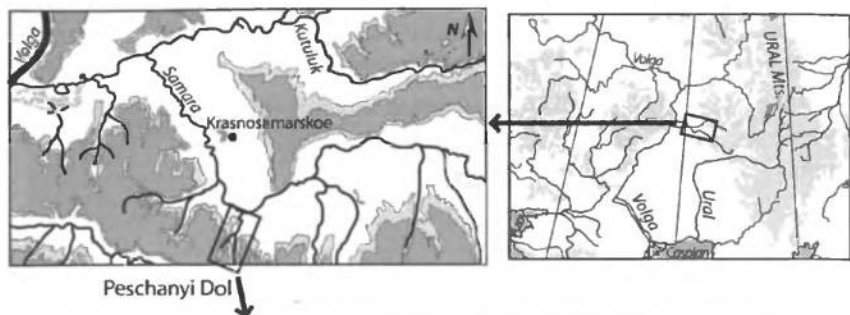 Volga
Samara
Kutuluk
N
Krasnosamarskoe
Peschanyi Dol
Volga
URAL Mts.
Volga
Ural
Caspian